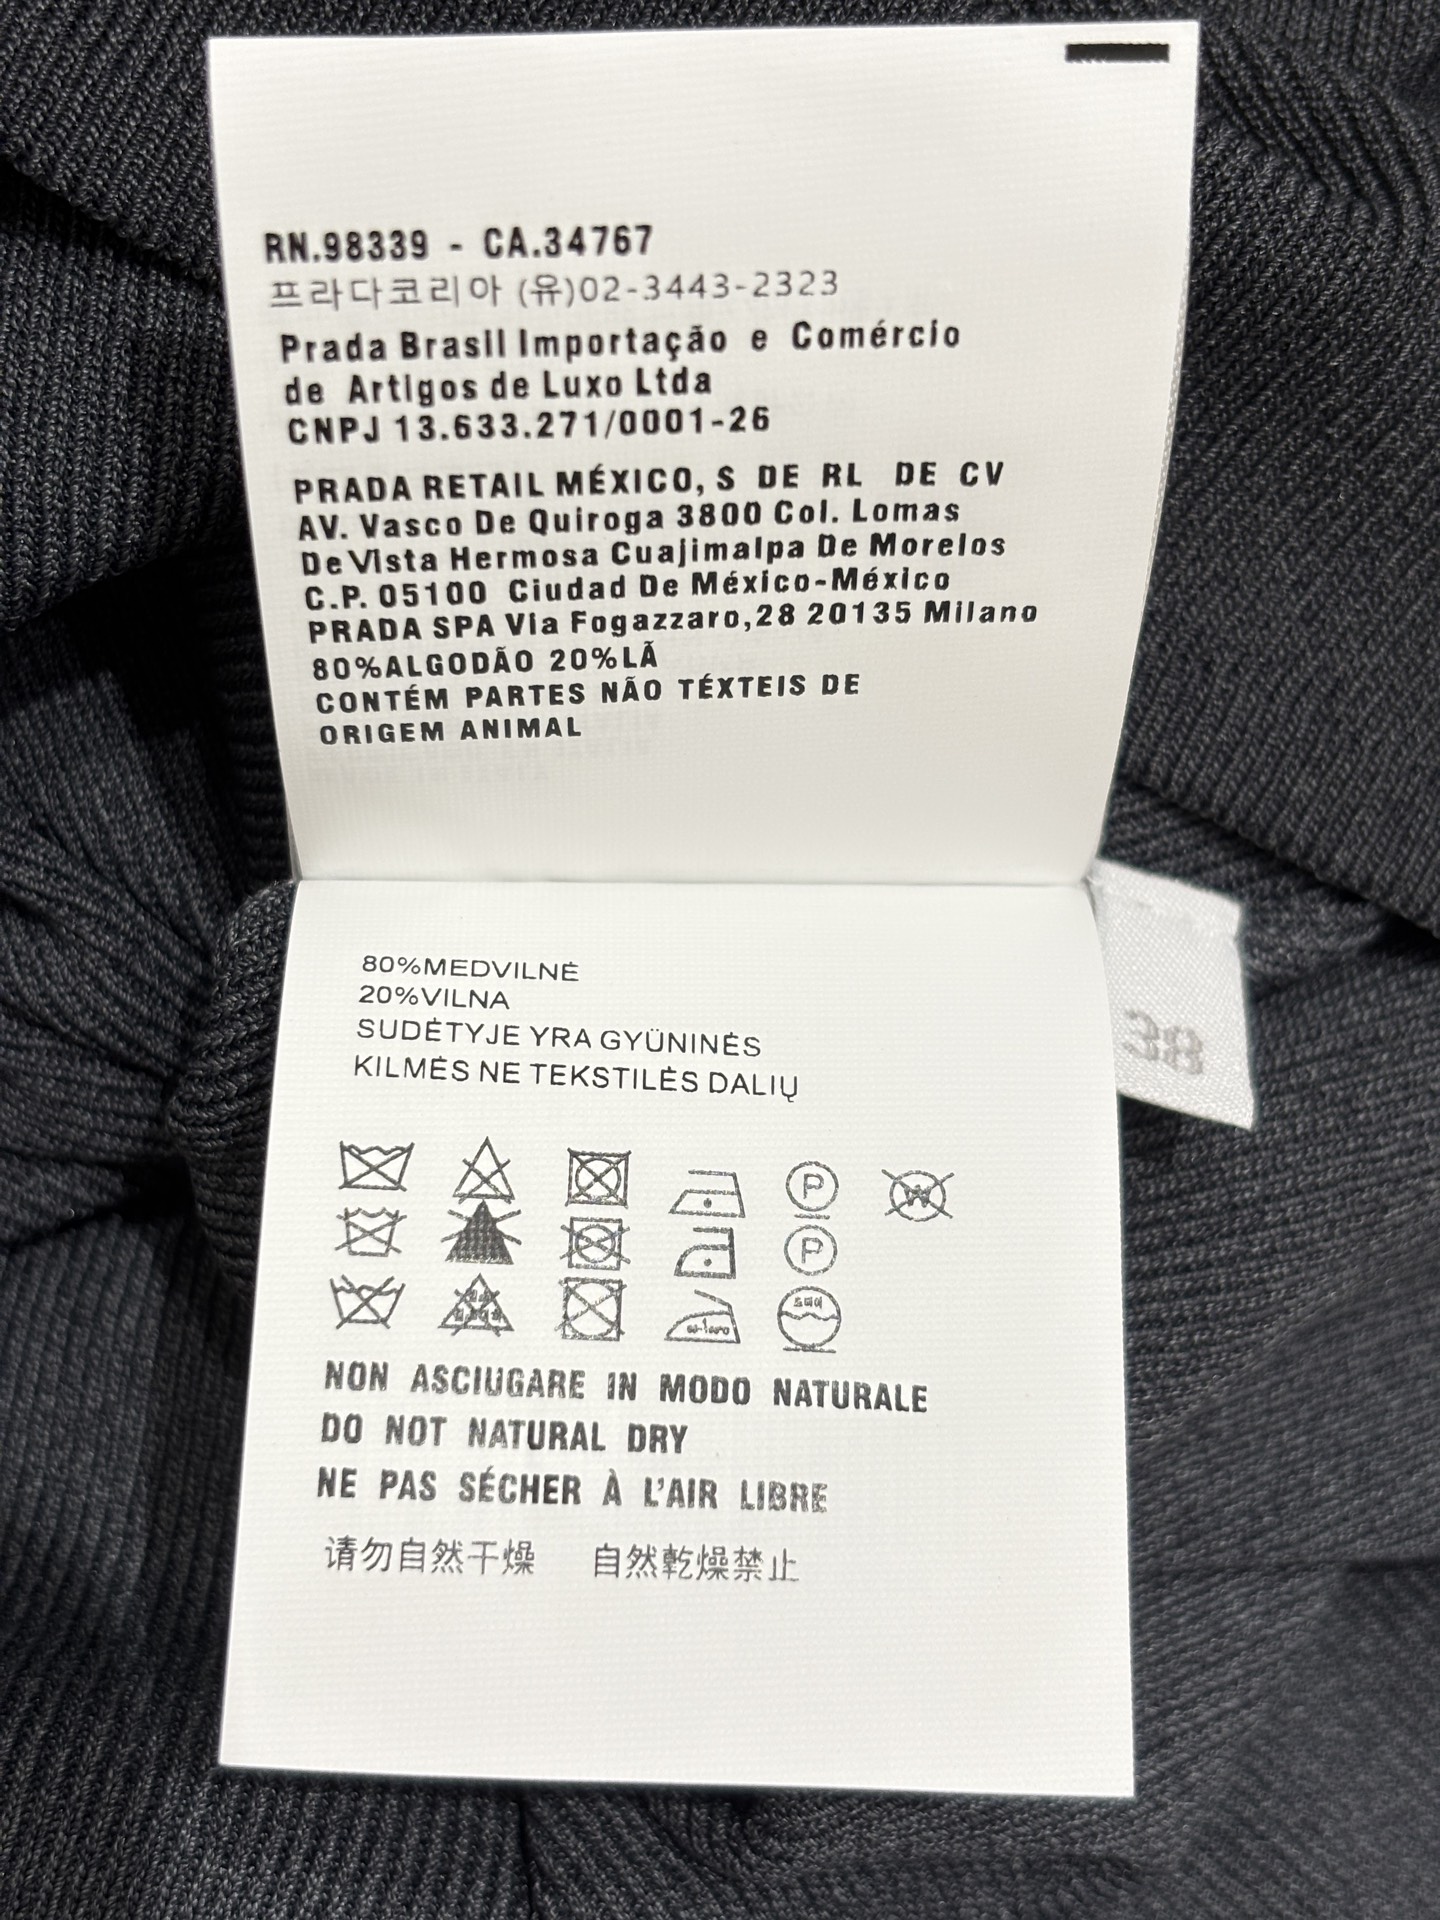 RN.98339 - CA.34767
프라다코리아 (유)02-3443-2323
Prada Brasil Importação e Comércio
de Artigos de Luxo Ltda
CNPJ 13.633.271/0001-26
PRADA RETAIL MÉXICO, S DE RL DE CV
AV. Vasco De Quiroga 3800 Col. Lomas
De Vista Hermosa Cuajimalpa De Morelos
C.P. 05100 Ciudad De México-México
PRADA SPA Via Fogazzaro,28 20135 Milano
80%ALGODÃO 20%LÃ
CONTÉM PARTES NÃO TÉXTEIS DE
ORIGEM ANIMAL
80%MEDVILNĖ
20%VILNA
SUDĖTYJE YRA GYŪNINĖS
KILMĖS NE TEKSTILĖS DALIŲ
38
P W
P
드라이
NON ASCIUGARE IN MODO NATURALE
DO NOT NATURAL DRY
NE PAS SÉCHER À L'AIR LIBRE
请勿自然干燥 自然乾燥禁止